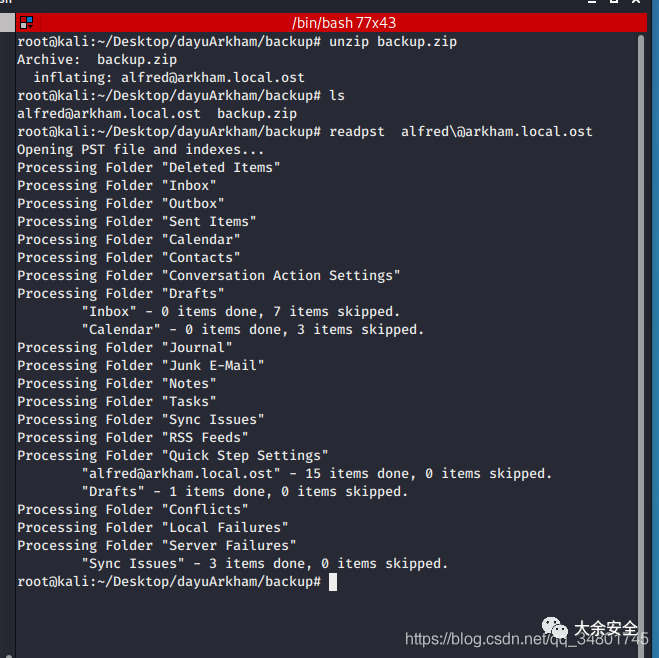 /bin/bash 77x43
root@kali:~/Desktop/dayuArkham/backup# unzip backup.zip
Archive:  backup.zip
  inflating: alfred@arkham.local.ost
root@kali:~/Desktop/dayuArkham/backup# ls
alfred@arkham.local.ost  backup.zip
root@kali:~/Desktop/dayuArkham/backup# readpst  alfred\@arkham.local.ost
Opening PST file and indexes...
Processing Folder "Deleted Items"
Processing Folder "Inbox"
Processing Folder "Outbox"
Processing Folder "Sent Items"
Processing Folder "Calendar"
Processing Folder "Contacts"
Processing Folder "Conversation Action Settings"
Processing Folder "Drafts"
        "Inbox" - 0 items done, 7 items skipped.
        "Calendar" - 0 items done, 3 items skipped.
Processing Folder "Journal"
Processing Folder "Junk E-Mail"
Processing Folder "Notes"
Processing Folder "Tasks"
Processing Folder "Sync Issues"
Processing Folder "RSS Feeds"
Processing Folder "Quick Step Settings"
        "alfred@arkham.local.ost" - 15 items done, 0 items skipped.
        "Drafts" - 1 items done, 0 items skipped.
Processing Folder "Conflicts"
Processing Folder "Local Failures"
Processing Folder "Server Failures"
        "Sync Issues" - 3 items done, 0 items skipped.
root@kali:~/Desktop/dayuArkham/backup#
大余安全
https://blog.csdn.net/qq_34801745